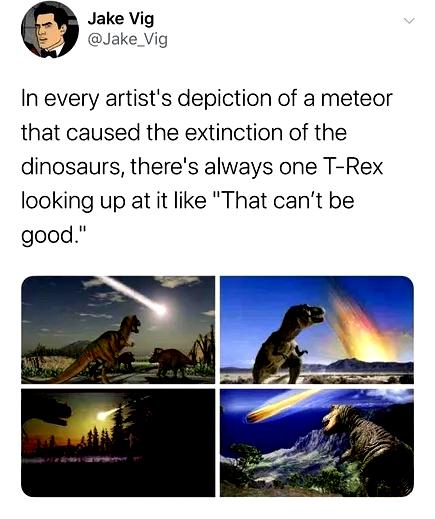 Jake Vig
@Jake_Vig
In every artist's depiction of a meteor
that caused the extinction of the
dinosaurs, there's always one T-Rex
looking up at it like "That can’t be
good."